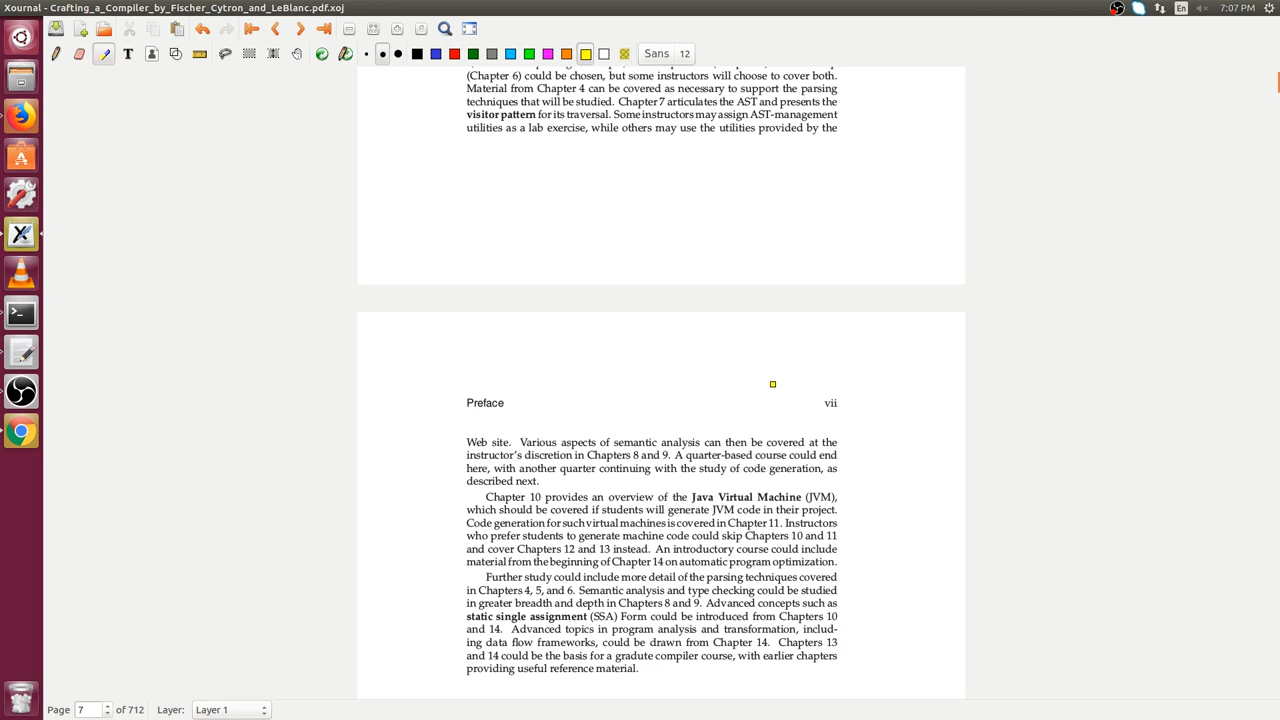 Xournal - Crafting_a_Compiler_by_Fischer_Cytron_and_LeBlanc.pdf.xoj
En
7:07 PM
Sans 12
(Chapter 6) could be chosen, but some instructors will choose to cover both.
Material from Chapter 4 can be covered as necessary to support the parsing
techniques that will be studied. Chapter 7 articulates the AST and presents the
visitor pattern for its traversal. Some instructors may assign AST-management
utilities as a lab exercise, while others may use the utilities provided by the
Preface
vii
Web site. Various aspects of semantic analysis can then be covered at the
instructor's discretion in Chapters 8 and 9. A quarter-based course could end
here, with another quarter continuing with the study of code generation, as
described next.
Chapter 10 provides an overview of the Java Virtual Machine (JVM),
which should be covered if students will generate JVM code in their project.
Code generation for such virtual machines is covered in Chapter 11. Instructors
who prefer students to generate machine code could skip Chapters 10 and 11
and cover Chapters 12 and 13 instead. An introductory course could include
material from the beginning of Chapter 14 on automatic program optimization.
Further study could include more detail of the parsing techniques covered
in Chapters 4, 5, and 6. Semantic analysis and type checking could be studied
in greater breadth and depth in Chapters 8 and 9. Advanced concepts such as
static single assignment (SSA) Form could be introduced from Chapters 10
and 14. Advanced topics in program analysis and transformation, includ-
ing data flow frameworks, could be drawn from Chapter 14. Chapters 13
and 14 could be the basis for a gradute compiler course, with earlier chapters
providing useful reference material.
Page 7 of 712 Layer: Layer 1